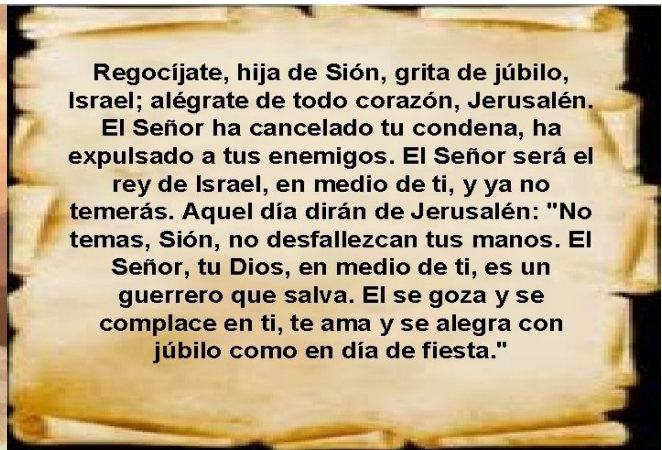 Regocíjate, hija de Sión, grita de júbilo,
Israel; alégrate de todo corazón, Jerusalén.
El Señor ha cancelado tu condena, ha
expulsado a tus enemigos. El Señor será el
rey de Israel, en medio de ti, y ya no
temerás. Aquel día dirán de Jerusalén: "No
temas, Sión, no desfallezcan tus manos. El
Señor, tu Dios, en medio de ti, es un
guerrero que salva. El se goza y se
complace en ti, te ama y se alegra con
júbilo como en día de fiesta."